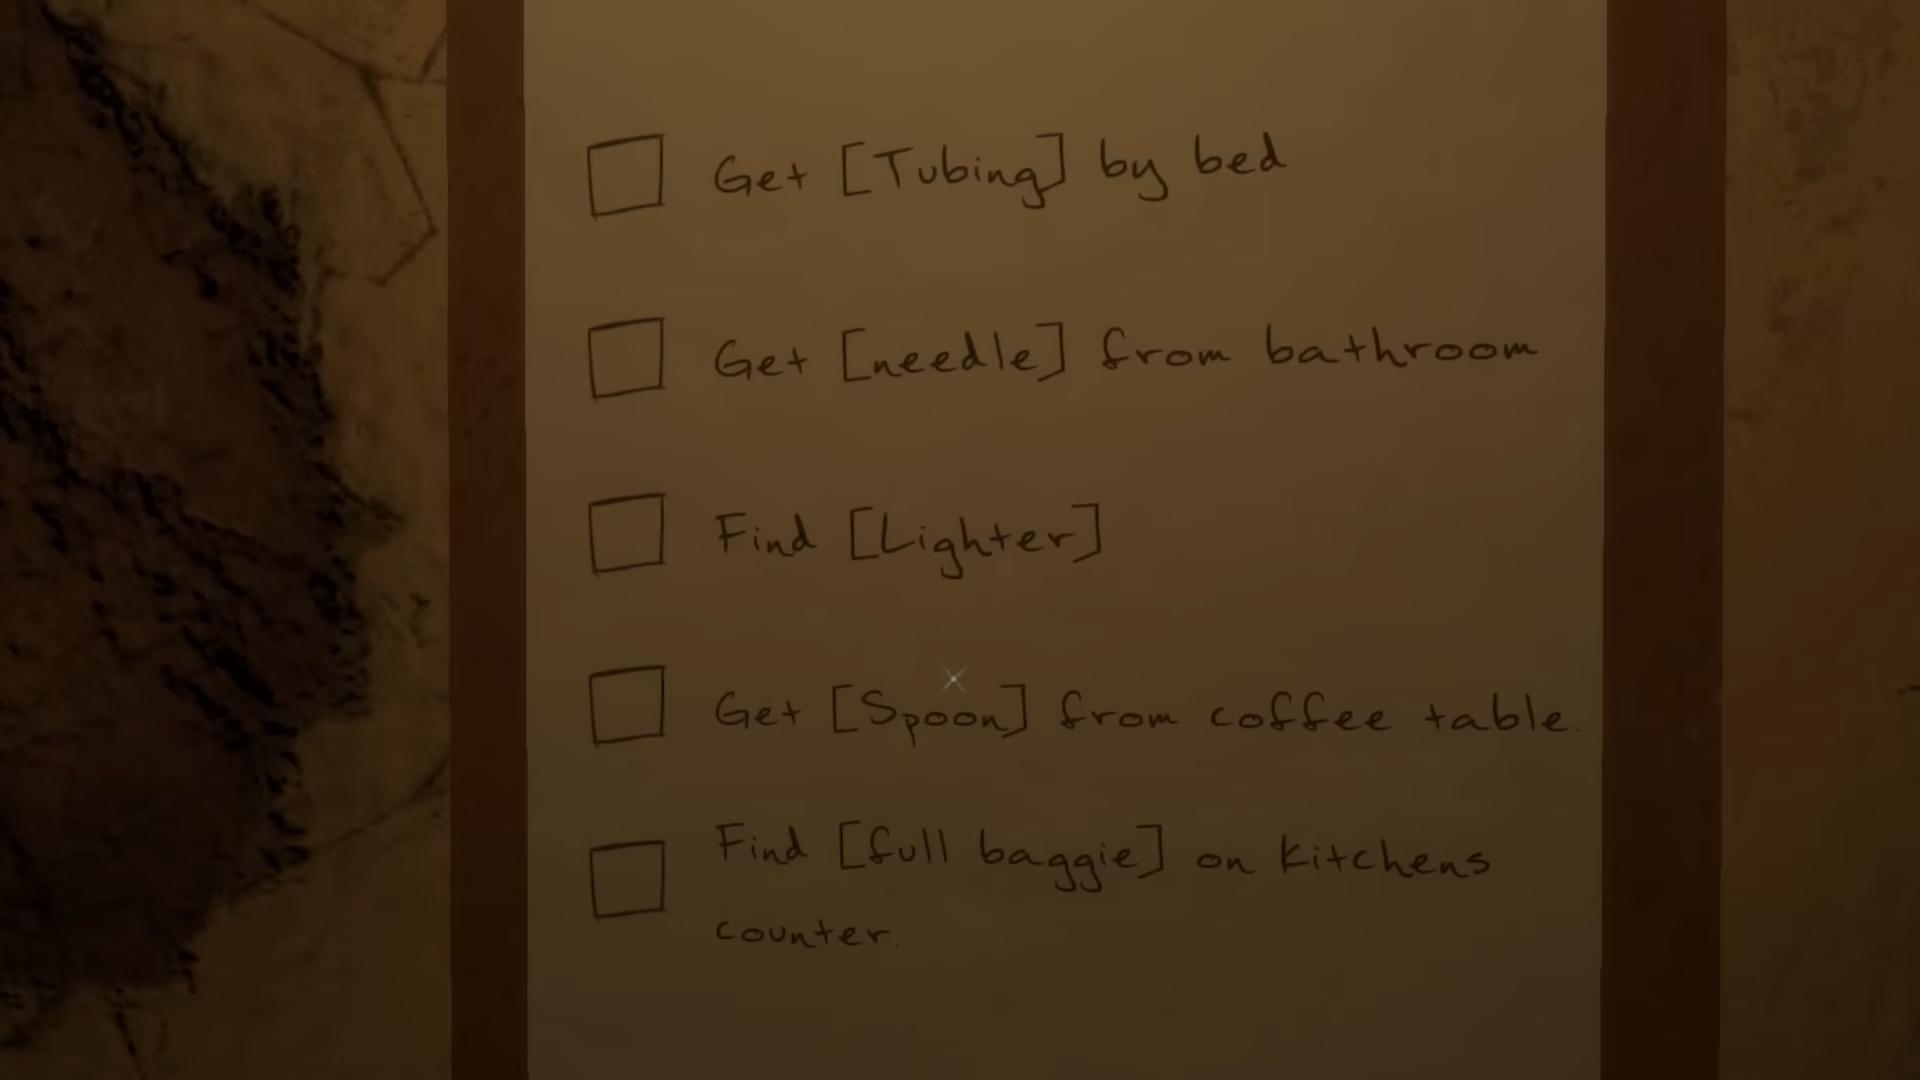 Get [Tubing] by bed
Get [needle] from bathroom
Find [Lighter]
Get [Spoon] from coffee table.
Find [full baggie] on Kitchens
counter.